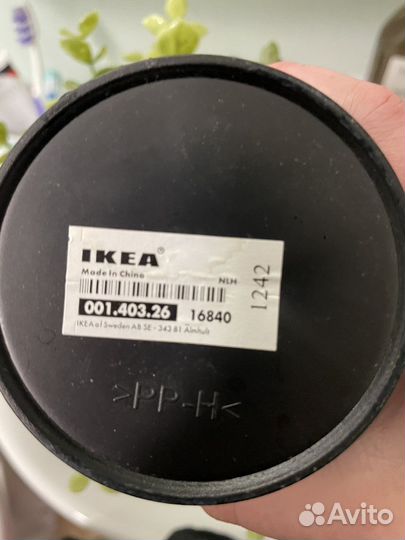 IKEA®
Made in China
NLH
001.403.26 16840
1242
IKEA of Sweden AB SE - 343 81 Älmhult
>PP-H<
Avito